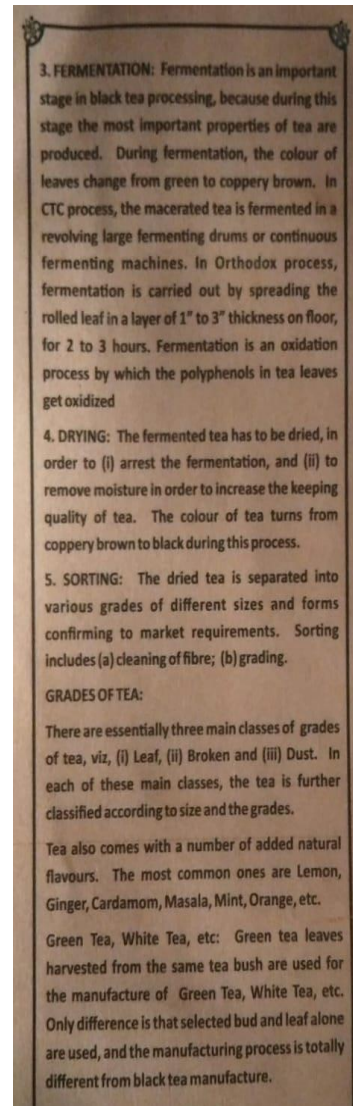 3. FERMENTATION: Fermentation is an important
stage in black tea processing, because during this
stage the most important properties of tea are
produced. During fermentation, the colour of
leaves change from green to coppery brown. In
CTC process, the macerated tea is fermented in a
revolving large fermenting drums or continuous
fermenting machines. In Orthodox process,
fermentation is carried out by spreading the
rolled leaf in a layer of 1" to 3" thickness on floor,
for 2 to 3 hours. Fermentation is an oxidation
process by which the polyphenols in tea leaves
get oxidized
4. DRYING: The fermented tea has to be dried, in
order to (i) arrest the fermentation, and (ii) to
remove moisture in order to increase the keeping
quality of tea. The colour of tea turns from
coppery brown to black during this process.
5. SORTING: The dried tea is separated into
various grades of different sizes and forms
confirming to market requirements. Sorting
includes (a) cleaning of fibre; (b) grading.
GRADES OF TEA:
There are essentially three main classes of grades
of tea, viz, (i) Leaf, (ii) Broken and (iii) Dust. In
each of these main classes, the tea is further
classified according to size and the grades.
Tea also comes with a number of added natural
flavours. The most common ones are Lemon,
Ginger, Cardamom, Masala, Mint, Orange, etc.
Green Tea, White Tea, etc: Green tea leaves
harvested from the same tea bush are used for
the manufacture of Green Tea, White Tea, etc.
Only difference is that selected bud and leaf alone
are used, and the manufacturing process is totally
different from black tea manufacture.